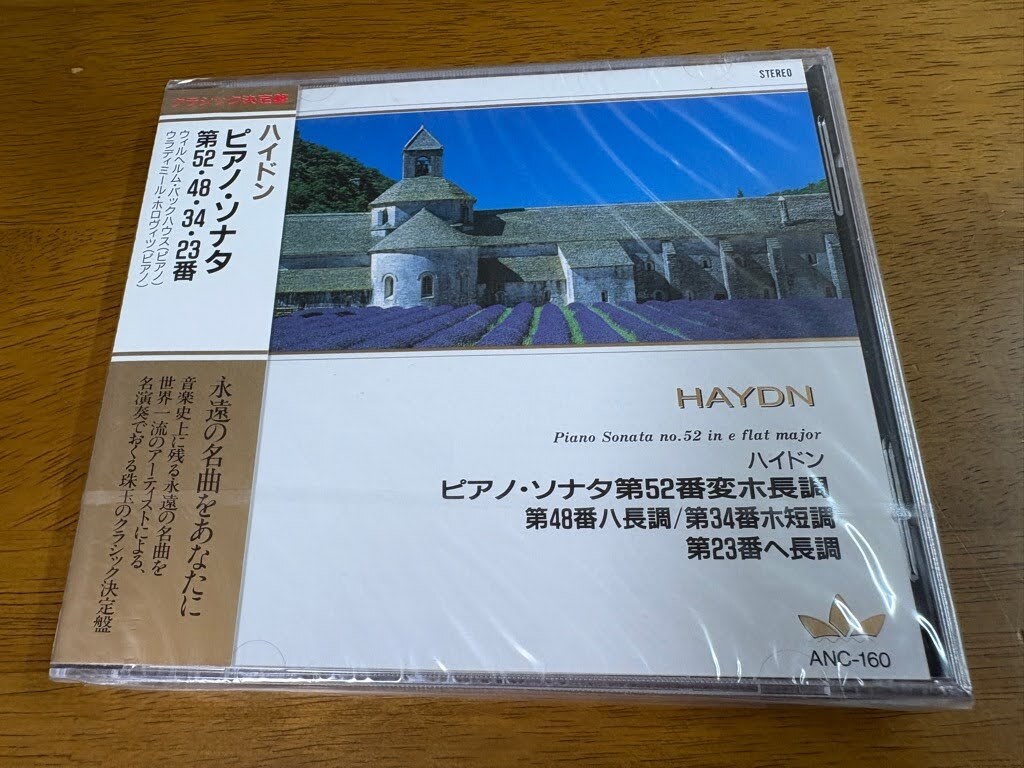 クラシック決定盤
ハイドン
ピアノ・ソナタ
第52・48・34・23番
ウィルヘルム・バックハウス(ピアノ)
ウラディミール・ホロヴィッツ(ピアノ)
永遠の名曲をあなたに
音楽史上に残る永遠の名曲を
世界一流のアーティストによる、
名演奏でおくる珠玉のクラシック決定盤
STEREO
HAYDN
Piano Sonata no.52 in e flat major
ハイドン
ピアノ・ソナタ第52番変ホ長調
第48番ハ長調/第34番ホ短調
第23番ヘ長調
ANC-160